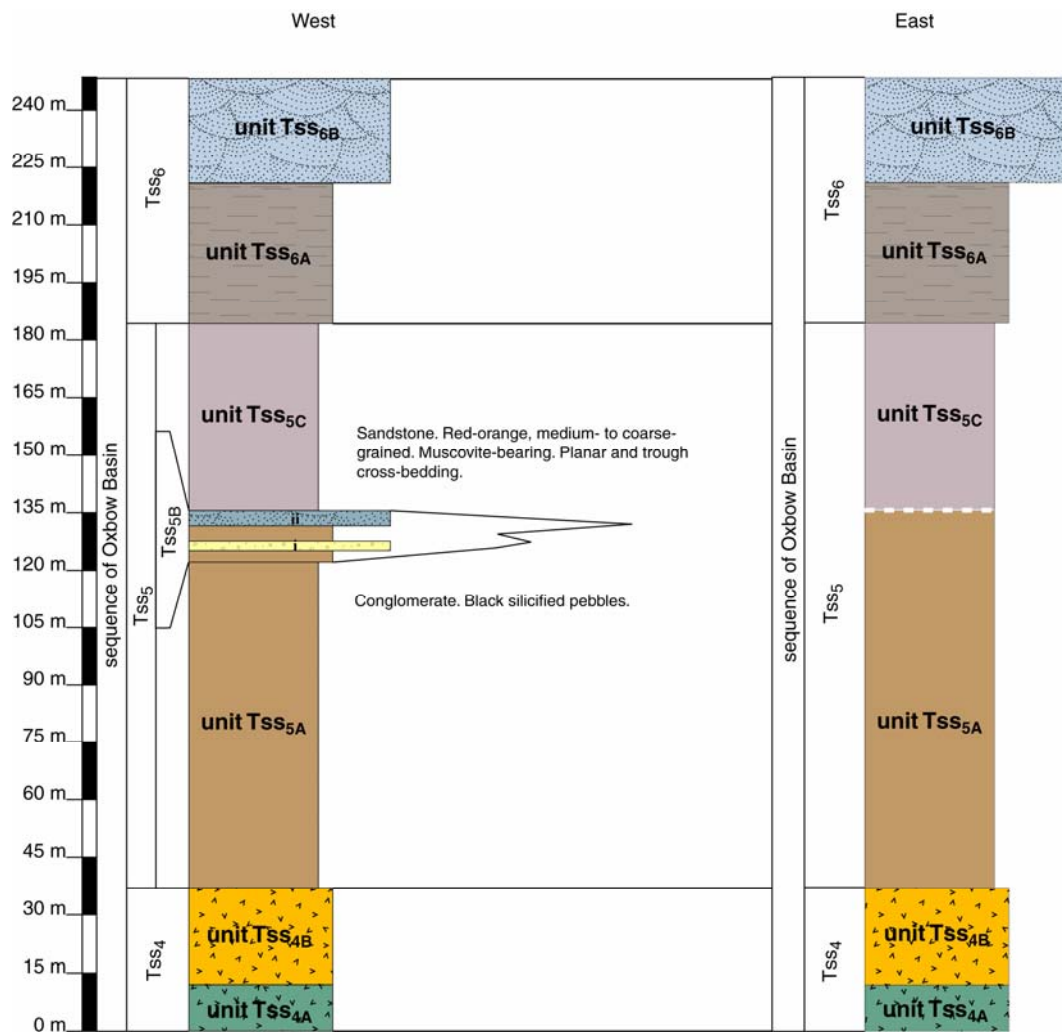 West
East
240 m
225 m
210 m
195 m
180 m
165 m
150 m
135 m
120 m
105 m
90 m
75 m
60 m
45 m
30 m
15 m
0 m
sequence of Oxbow Basin
Tss6
Tss5
Tss5B
Tss4
unit Tss6B
unit Tss6A
unit Tss5C
ii
i
unit Tss5A
unit Tss4B
unit Tss4A
Sandstone. Red-orange, medium- to coarse-
grained. Muscovite-bearing. Planar and trough
cross-bedding.
Conglomerate. Black silicified pebbles.
sequence of Oxbow Basin
Tss6
Tss5
Tss4
unit Tss6B
unit Tss6A
unit Tss5C
unit Tss5A
unit Tss4B
unit Tss4A